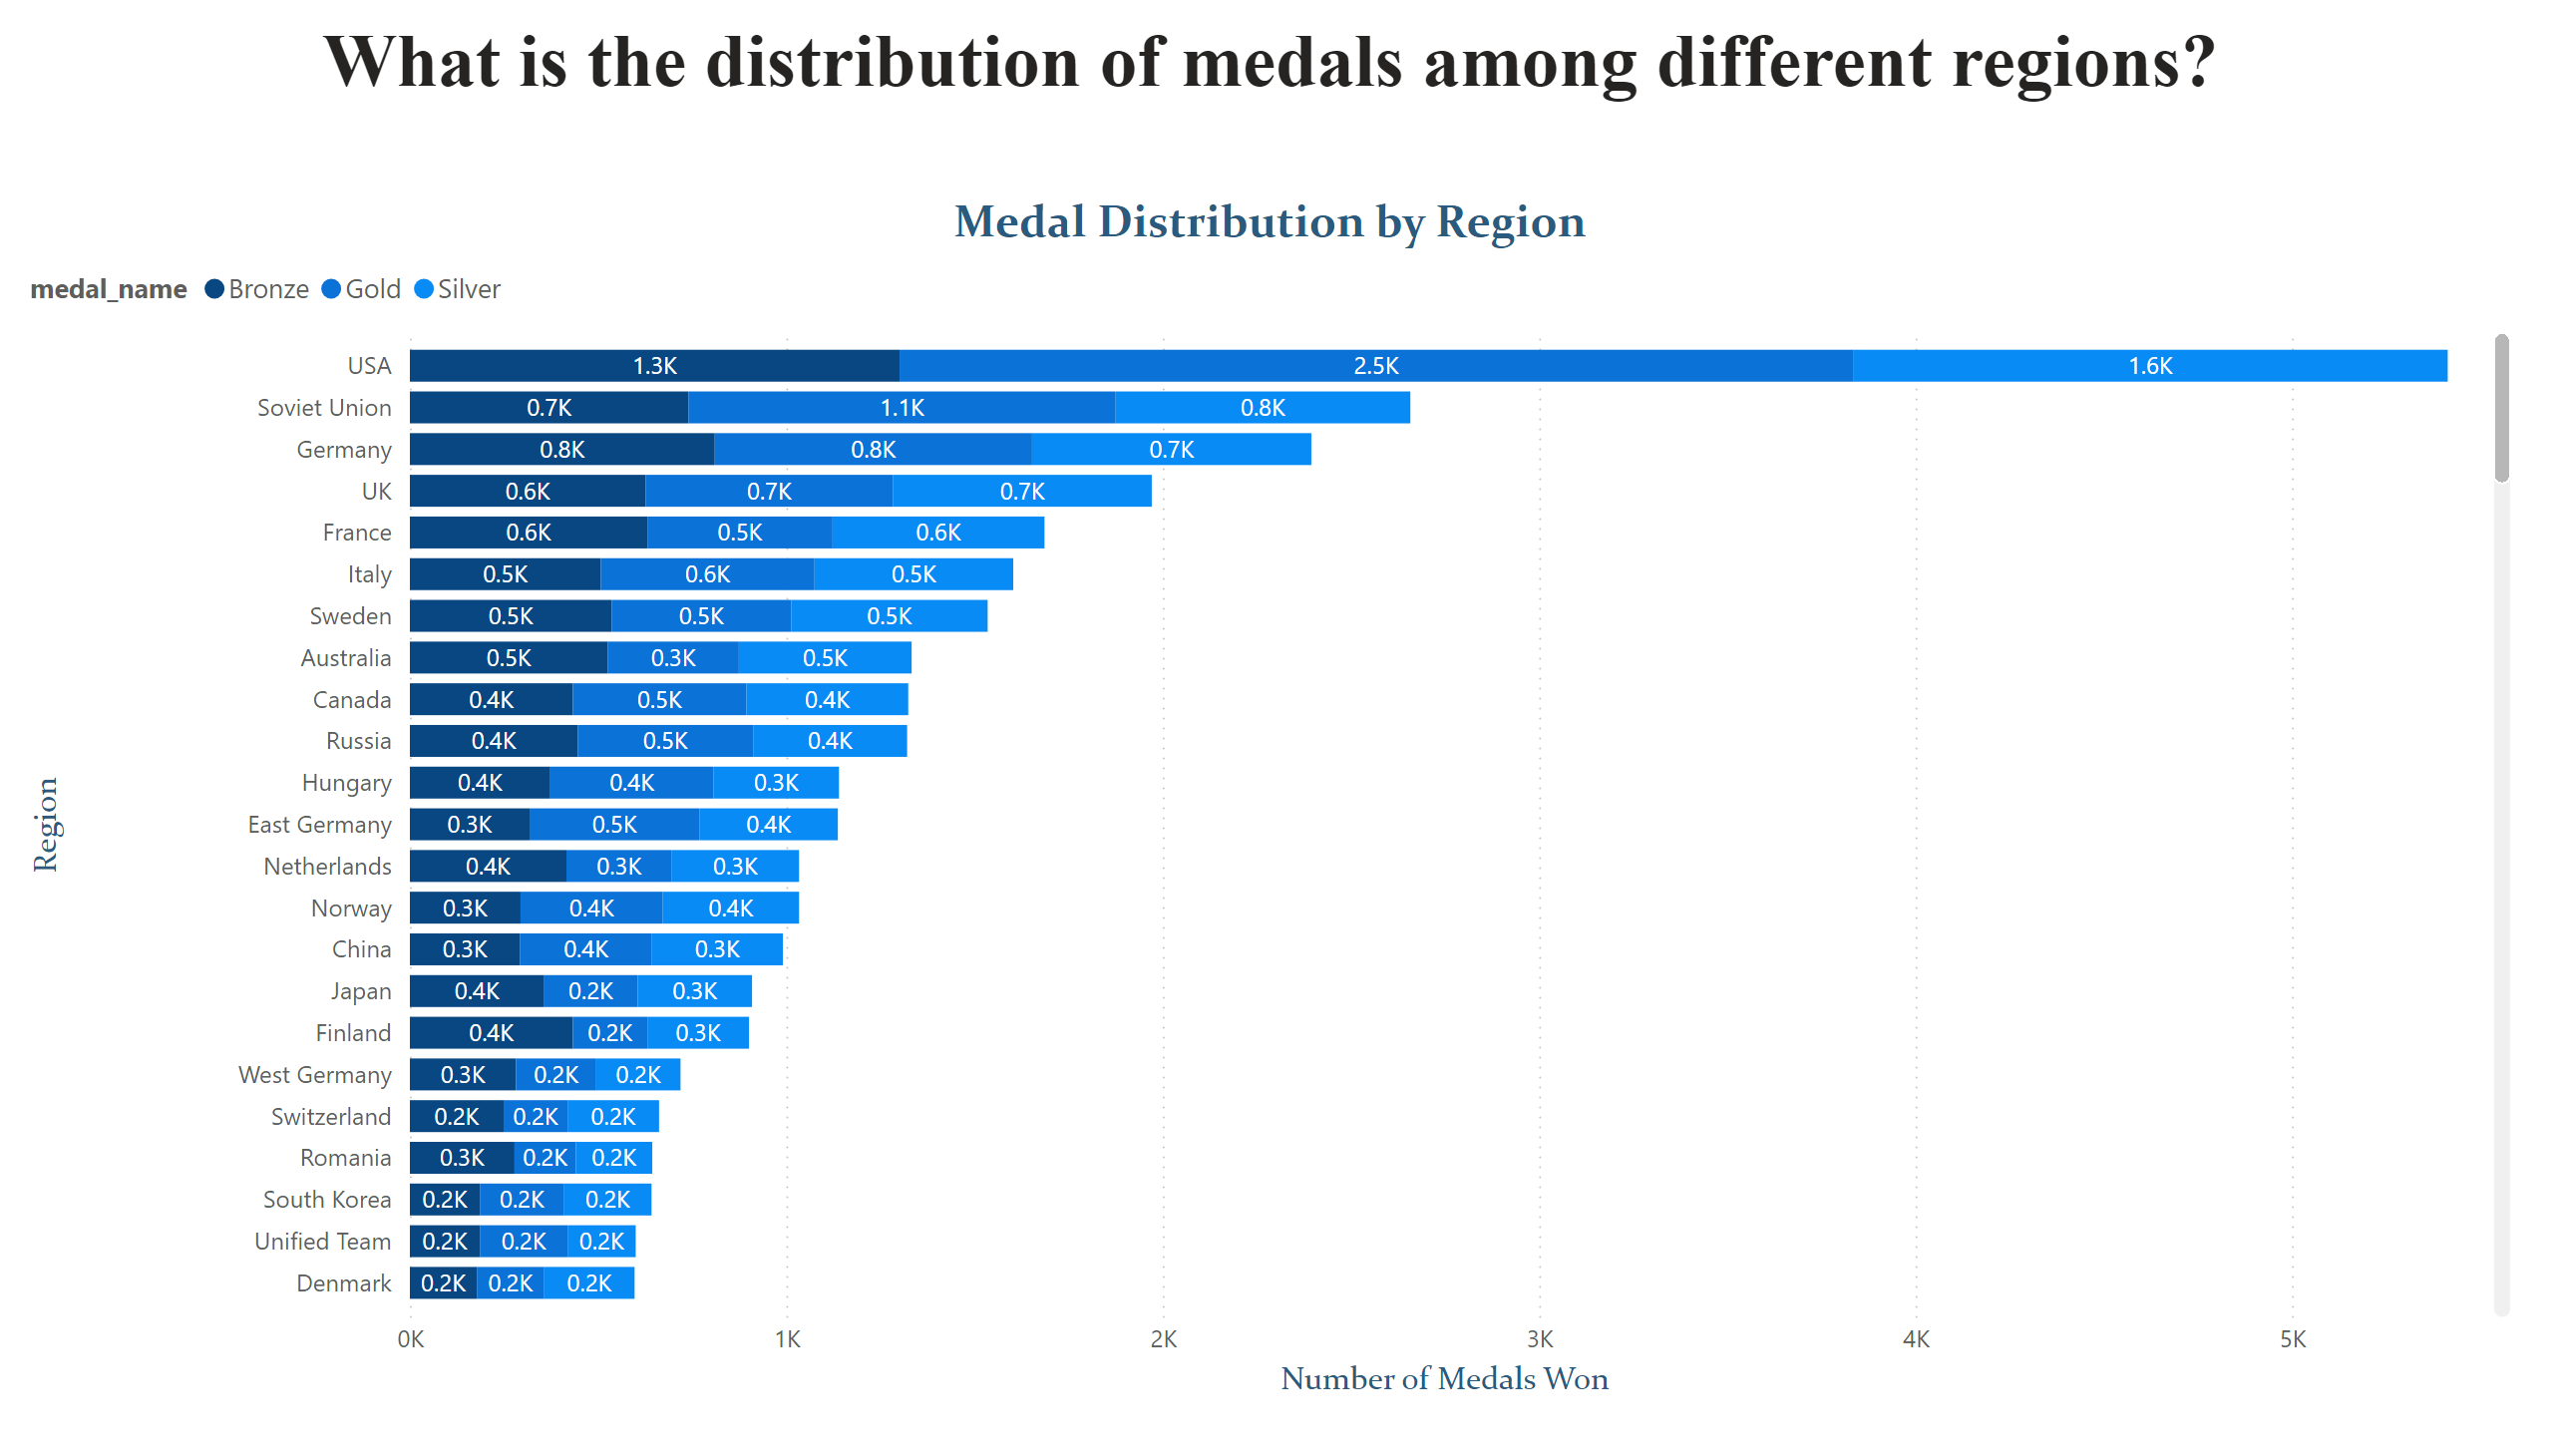 What is the distribution of medals among different regions?
Medal Distribution by Region
medal_name Bronze Gold Silver
USA 1.3K 2.5K 1.6K
Soviet Union 0.7K 1.1K 0.8K
Germany 0.8K 0.8K 0.7K
UK 0.6K 0.7K 0.7K
France 0.6K 0.5K 0.6K
Italy 0.5K 0.6K 0.5K
Sweden 0.5K 0.5K 0.5K
Australia 0.5K 0.3K 0.5K
Canada 0.4K 0.5K 0.4K
Russia 0.4K 0.5K 0.4K
Hungary 0.4K 0.4K 0.3K
East Germany 0.3K 0.5K 0.4K
Netherlands 0.4K 0.3K 0.3K
Norway 0.3K 0.4K 0.4K
China 0.3K 0.4K 0.3K
Japan 0.4K 0.2K 0.3K
Finland 0.4K 0.2K 0.3K
West Germany 0.3K 0.2K 0.2K
Switzerland 0.2K 0.2K 0.2K
Romania 0.3K 0.2K 0.2K
South Korea 0.2K 0.2K 0.2K
Unified Team 0.2K 0.2K 0.2K
Denmark 0.2K 0.2K 0.2K
Region
0K 1K 2K 3K 4K 5K
Number of Medals Won